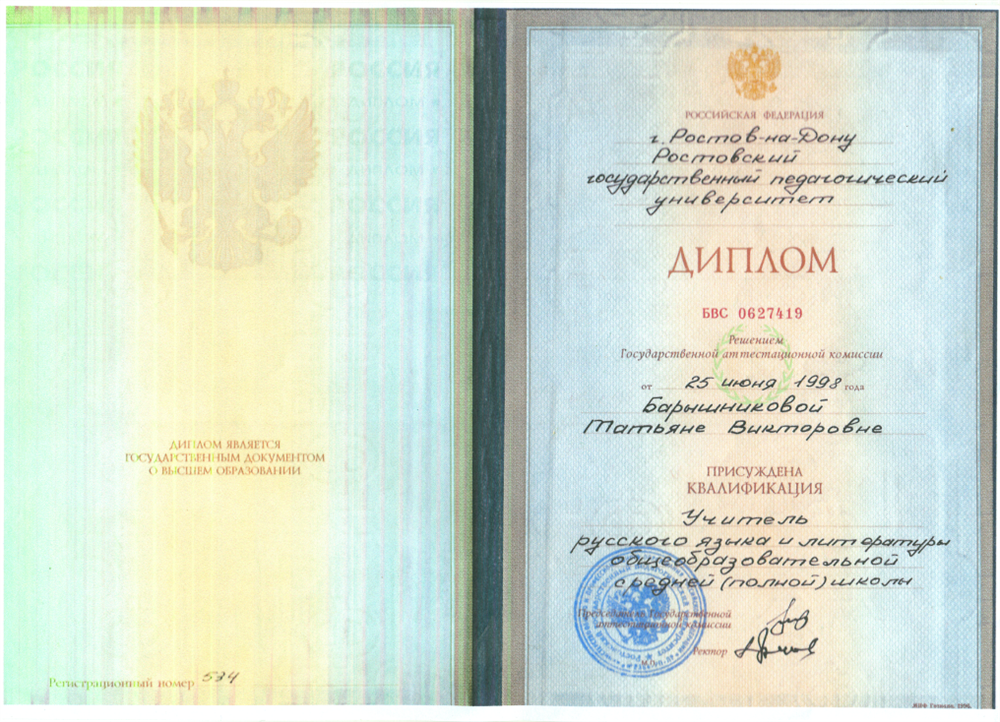 ДИПЛОМ ЯВЛЯЕТСЯ
ГОСУДАРСТВЕННЫМ ДОКУМЕНТОМ
О ВЫСШЕМ ОБРАЗОВАНИИ
Регистрационный номер 534
РОССИЙСКАЯ ФЕДЕРАЦИЯ
г. Ростов-на-Дону
Ростовский
государственный педагогический
университет
ДИПЛОМ
БВС 0627419
Решением
Государственной аттестационной комиссии
от 25 июня 1998 года
Барышниковой
Татьяне Викторовне
ПРИСУЖДЕНА
КВАЛИФИКАЦИЯ
Учитель
русского языка и литературы
общеобразовательной
средней (полной) школы
Председатель Государственной
аттестационной комиссии
Ректор